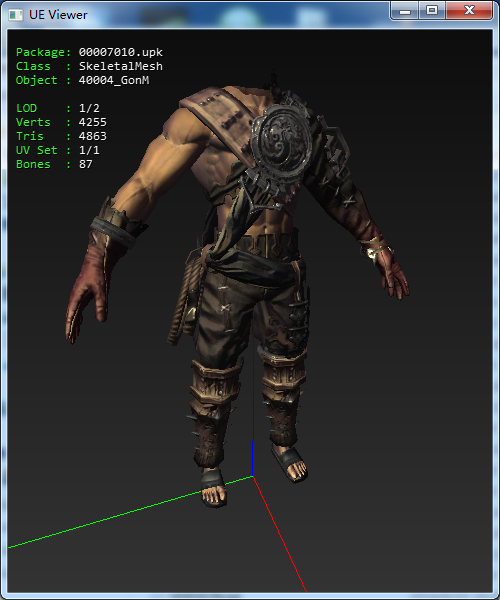 UE Viewer
Package: 00007010.upk
Class  : SkeletalMesh
Object : 40004_GonM
LOD    : 1/2
Verts  : 4255
Tris   : 4863
UV Set : 1/1
Bones  : 87